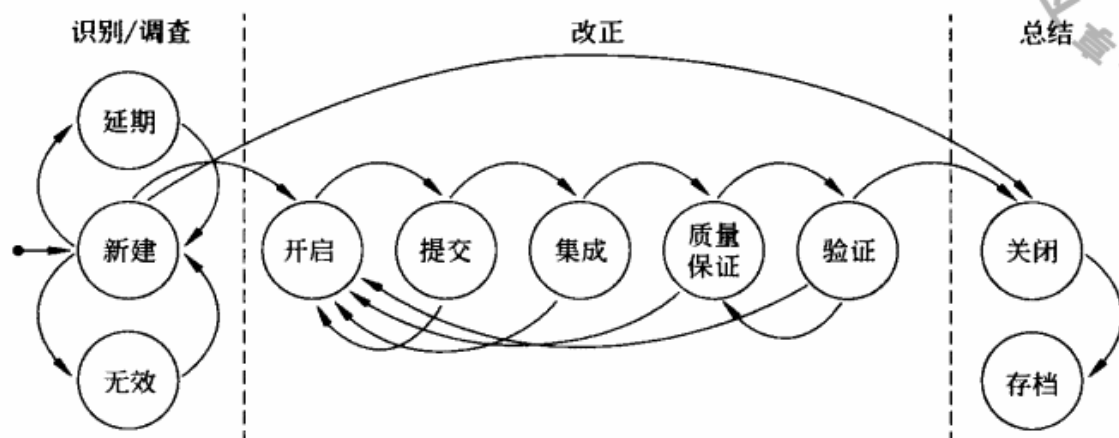 识别/调查
改正
总结
延期
新建
开启
提交
集成
质量
保证
验证
关闭
无效
存档